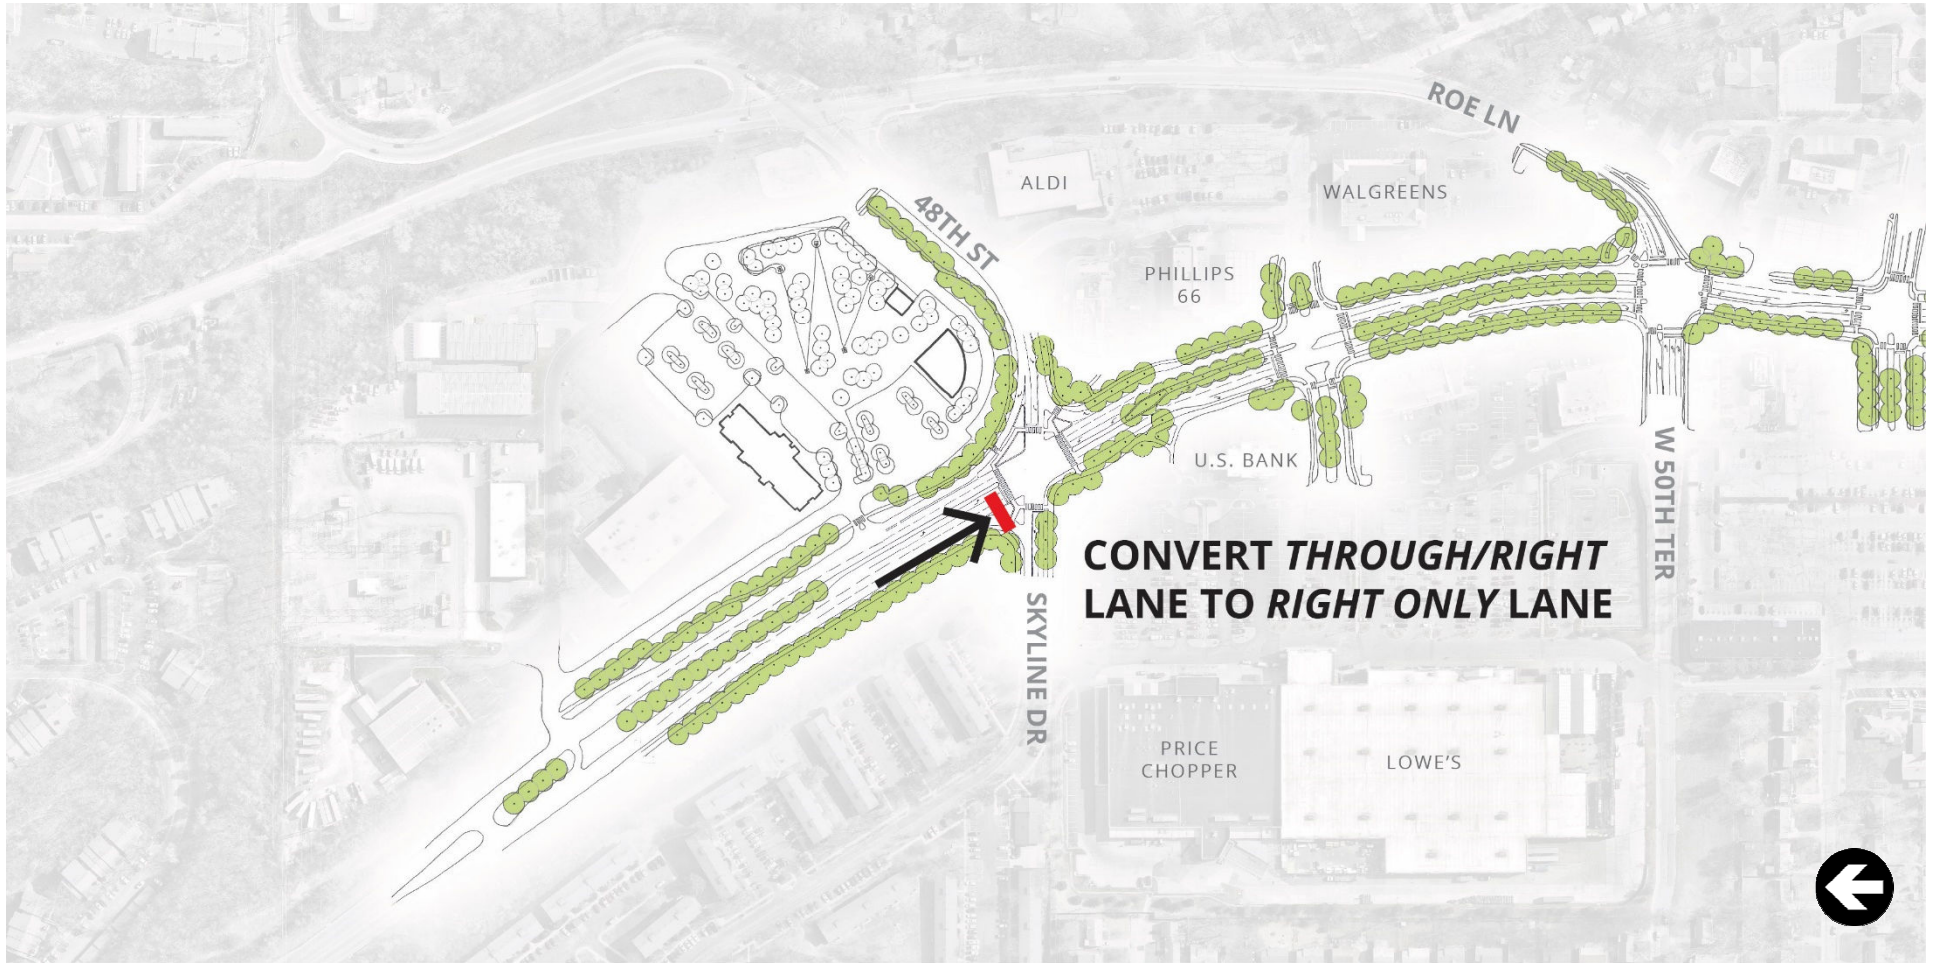 ROE LN
ALDI
WALGREENS
48TH ST
PHILLIPS
66
U.S. BANK
W 50TH TER
CONVERT THROUGH/RIGHT
LANE TO RIGHT ONLY LANE
SKYLINE DR
PRICE
CHOPPER
LOWE'S